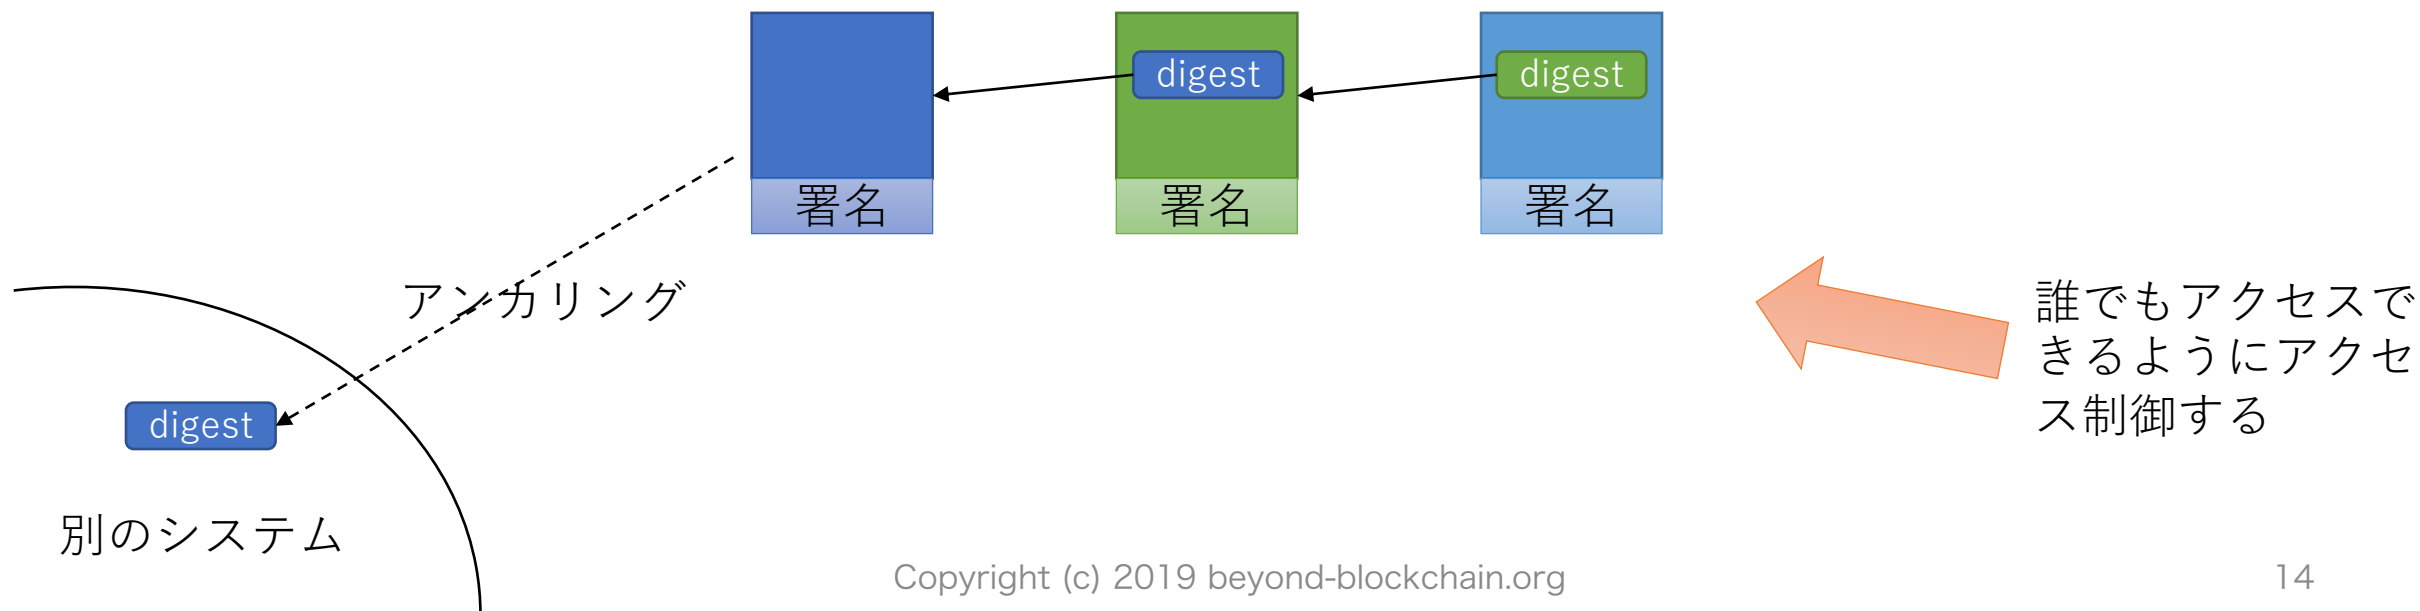 digest
digest
署名
署名
署名
アンカリング
誰でもアクセスで
きるようにアクセ
ス制御する
digest
別のシステム
Copyright (c) 2019 beyond-blockchain.org
14